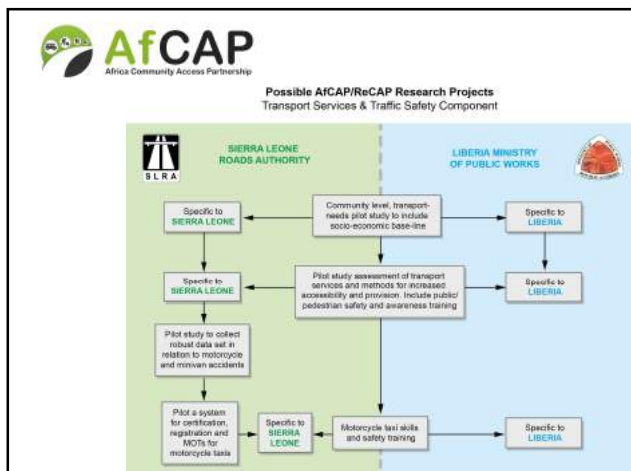 AfCAP
Africa Community Access Partnership
Possible AfCAP/ReCAP Research Projects
Transport Services & Traffic Safety Component
SLRA
SIERRA LEONE
ROADS AUTHORITY
LIBERIA MINISTRY
OF PUBLIC WORKS
Specific to
SIERRA LEONE
Community level, transport-
needs pilot study to include
socio-economic base-line
Specific to
LIBERIA
Specific to
SIERRA LEONE
Pilot study assessment of transport
services and methods for increased
accessibility and provision. Include public/
pedestrian safety and awareness training
Specific to
LIBERIA
Pilot study to collect
robust data set in
relation to motorcycle
and minivan accidents
Pilot a system
for certification,
registration and
MOTs for
motorcycle taxis
Specific to
SIERRA
LEONE
Motorcycle taxi skills
and safety training
Specific to
LIBERIA